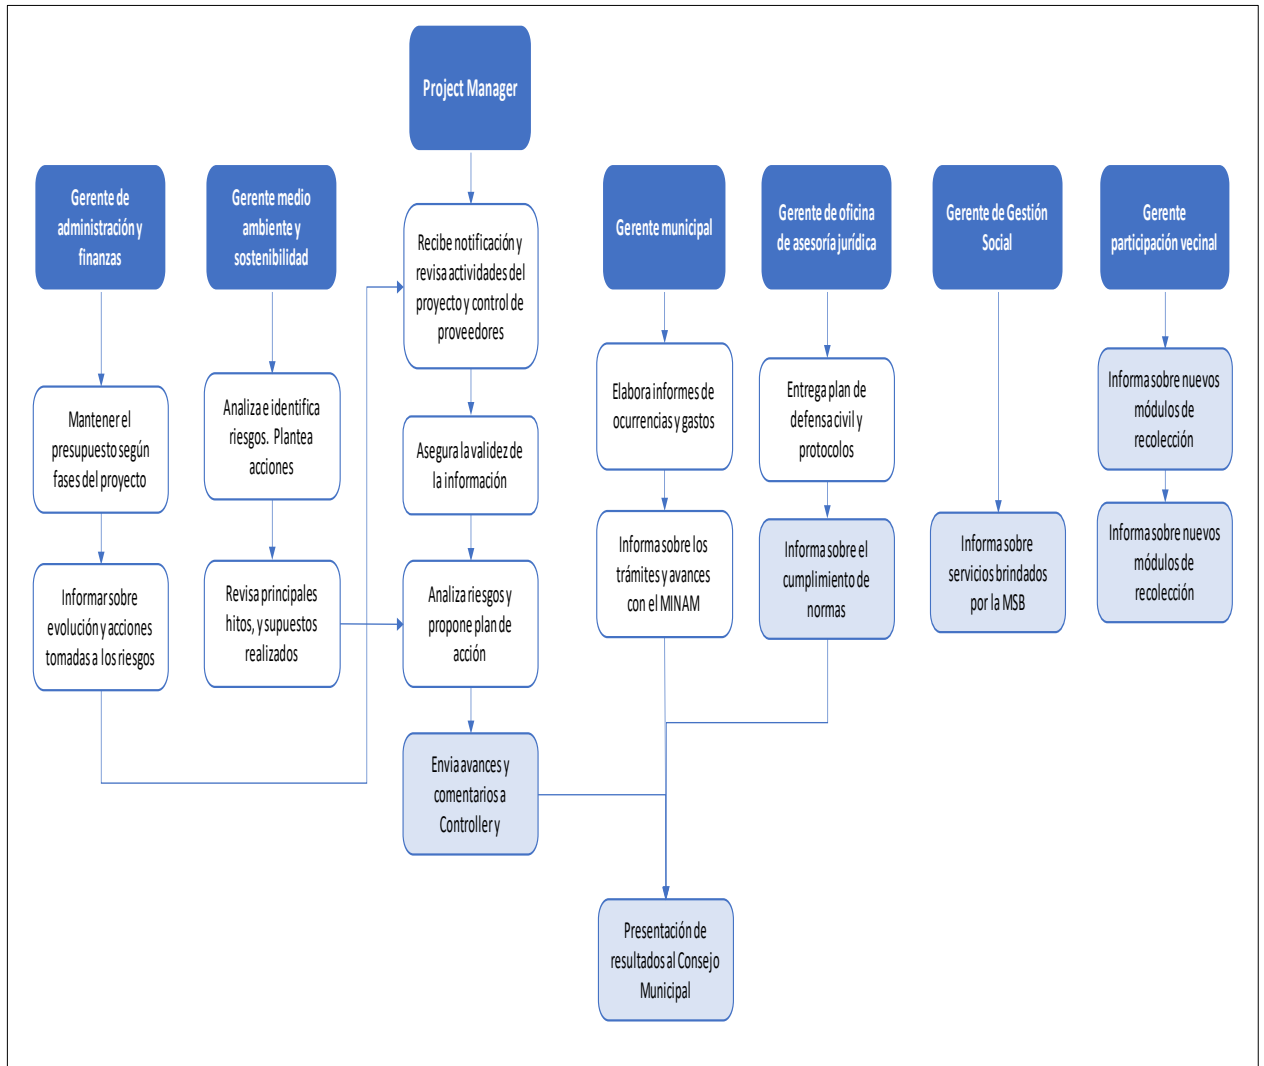 Project Manager
Gerente de
administración y
finanzas
Gerente medio
ambiente y
sostenibilidad
Gerente municipal
Gerente de oficina
de asesoría jurídica
Gerente de Gestión
Social
Gerente
participación vecinal
Recibe notificación y
revisa actividades del
proyecto y control de
proveedores
Mantener el
presupuesto según
fases del proyecto
Analiza e identifica
riesgos. Plantea
acciones
Asegura la validez de
la información
Elabora informes de
ocurrencias y gastos
Entrega plan de
defensa civil y
protocolos
Informa sobre nuevos
módulos de
recolección
Informar sobre
evolución y acciones
tomadas a los riesgos
Revisa principales
hitos, y supuestos
realizados
Analiza riesgos y
propone plan de
acción
Informa sobre los
trámites y avances
con el MINAM
Informa sobre el
cumplimiento de
normas
Informa sobre
servicios brindados
por la MSB
Informa sobre nuevos
módulos de
recolección
Envia avances y
comentarios a
Controller y
Presentación de
resultados al Consejo
Municipal